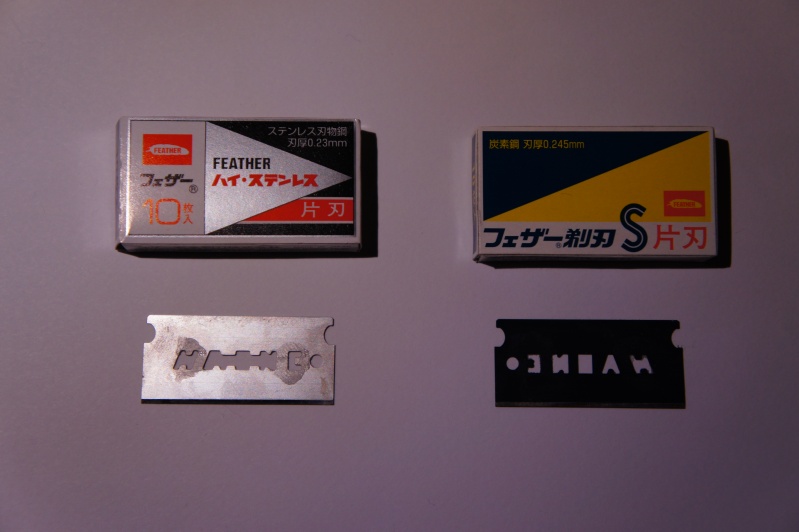 FEATHER
フェザー®
10枚入
ステンレス刃物鋼
刃厚0.23mm
FEATHER
ハイ・ステンレス
片刃
炭素鋼 刃厚0.245mm
FEATHER
フェザー®剃刃 S 片刃